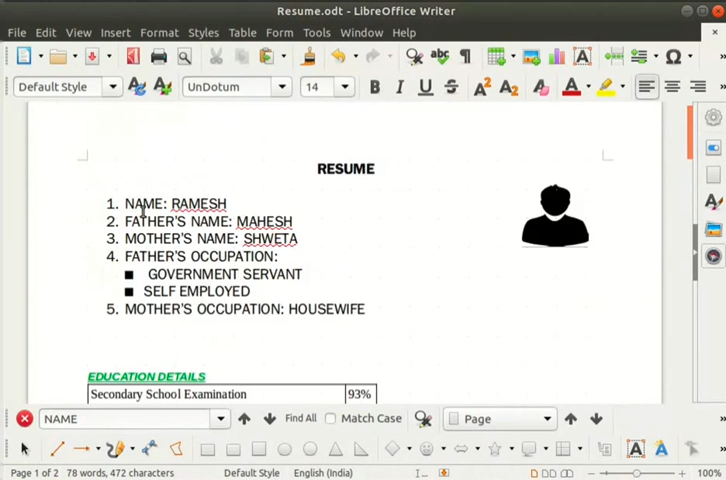 Resume.odt - LibreOffice Writer
File Edit View Insert Format Styles Table Form Tools Window Help
Default Style UnDotum 14
RESUME
1. NAME: RAMESH
2. FATHER'S NAME: MAHESH
3. MOTHER'S NAME: SHWETA
4. FATHER'S OCCUPATION:
■ GOVERNMENT SERVANT
■ SELF EMPLOYED
5. MOTHER'S OCCUPATION: HOUSEWIFE
EDUCATION DETAILS
Secondary School Examination 93%
NAME Find All Match Case Page
Page 1 of 2 78 words, 472 characters Default Style English (India) 100%